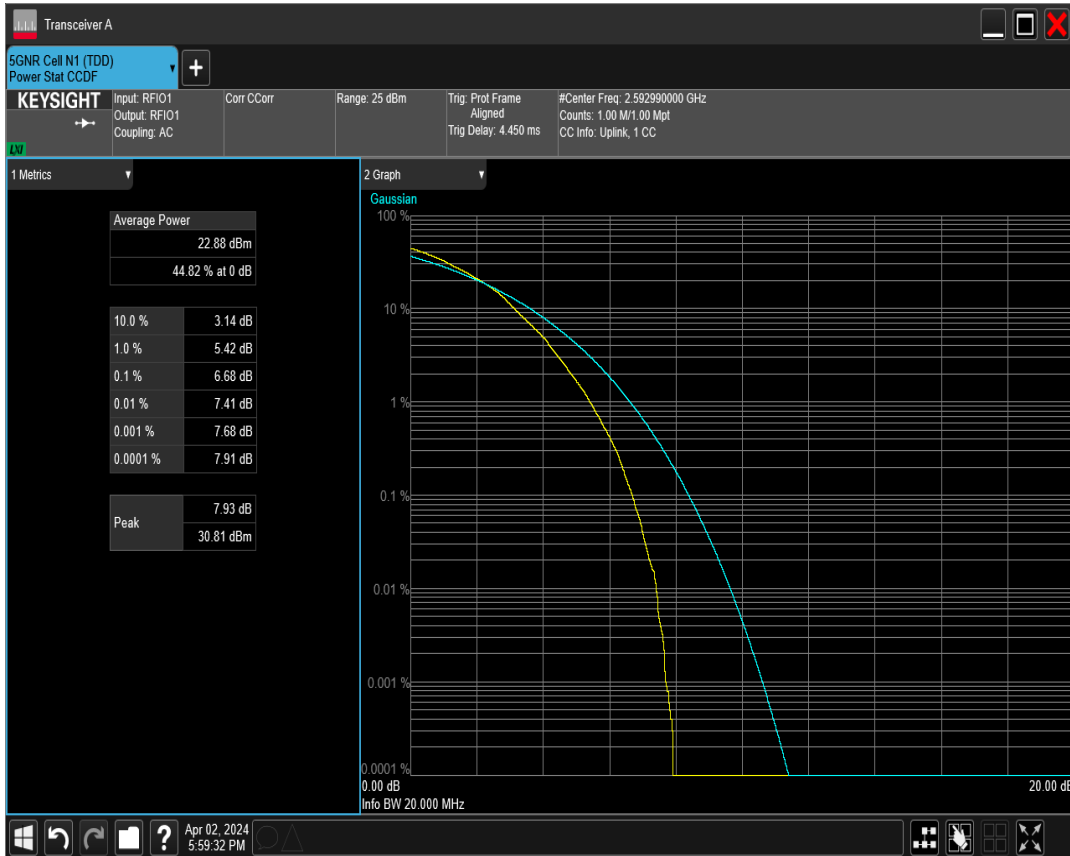 Transceiver A
5GNR Cell N1 (TDD)
Power Stat CCDF
+
KEYSIGHT
LXI
Input: RFIO1
Output: RFIO1
Coupling: AC
Corr CCorr
Range: 25 dBm
Trig: Prot Frame
Aligned
Trig Delay: 4.450 ms
#Center Freq: 2.592990000 GHz
Counts: 1.00 M/1.00 Mpt
CC Info: Uplink, 1 CC
1 Metrics
Average Power
22.88 dBm
44.82 % at 0 dB
10.0 % 3.14 dB
1.0 % 5.42 dB
0.1 % 6.68 dB
0.01 % 7.41 dB
0.001 % 7.68 dB
0.0001 % 7.91 dB
Peak 7.93 dB
30.81 dBm
2 Graph
Gaussian
100 %
10 %
1 %
0.1 %
0.01 %
0.001 %
0.0001 %
0.00 dB 20.00 dB
Info BW 20.000 MHz
?
Apr 02, 2024
5:59:32 PM